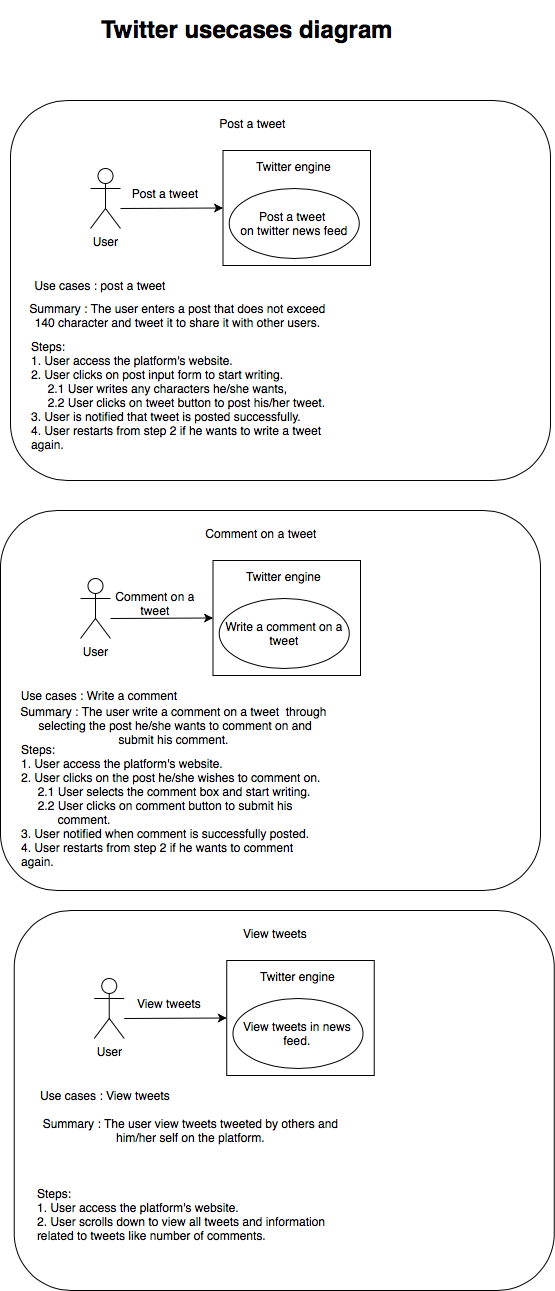 Twitter usecases diagram
Post a tweet
Twitter engine
Post a tweet
Post a tweet
on twitter news feed
User
Use cases : post a tweet
Summary : The user enters a post that does not exceed
140 character and tweet it to share it with other users.
Steps:
1. User access the platform's website.
2. User clicks on post input form to start writing.
2.1 User writes any characters he/she wants,
2.2 User clicks on tweet button to post his/her tweet.
3. User is notified that tweet is posted successfully.
4. User restarts from step 2 if he wants to write a tweet
again.
Comment on a tweet
Twitter engine
Comment on a
tweet
Write a comment on a
tweet
User
Use cases : Write a comment
Summary : The user write a comment on a tweet  through
selecting the post he/she wants to comment on and
submit his comment.
Steps:
1. User access the platform's website.
2. User clicks on the post he/she wishes to comment on.
2.1 User selects the comment box and start writing.
2.2 User clicks on comment button to submit his
comment.
3. User notified when comment is successfully posted.
4. User restarts from step 2 if he wants to comment
again.
View tweets
Twitter engine
View tweets
View tweets in news
feed.
User
Use cases : View tweets
Summary : The user view tweets tweeted by others and
him/her self on the platform.
Steps:
1. User access the platform's website.
2. User scrolls down to view all tweets and information
related to tweets like number of comments.